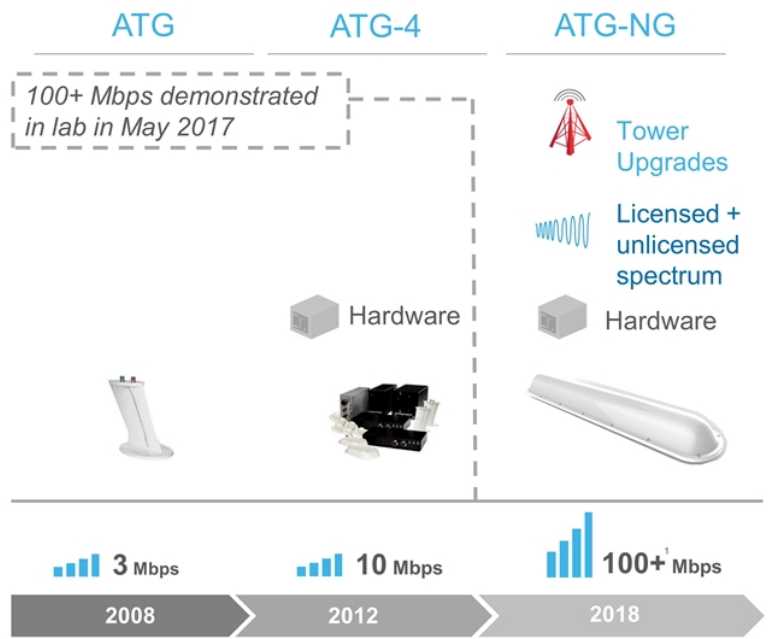 ATG
ATG-4
ATG-NG
100+ Mbps demonstrated
in lab in May 2017
Tower
Upgrades
Licensed +
unlicensed
spectrum
Hardware
Hardware
3 Mbps
10 Mbps
100+¹ Mbps
2008
2012
2018